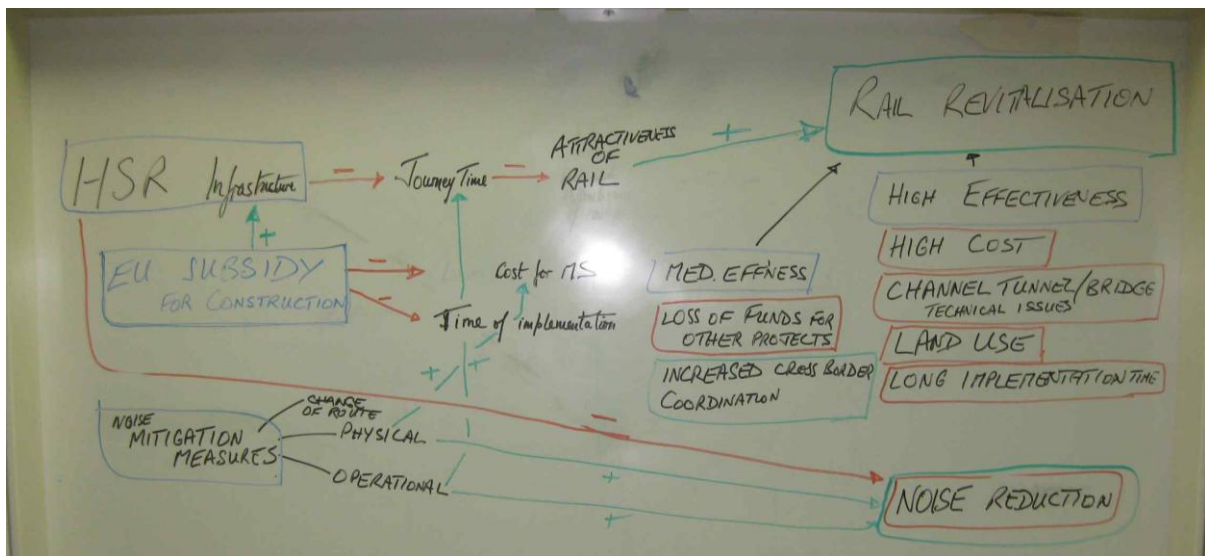 RAIL REVITALISATION
HSR Infrastructure
-
Journey Time
-
ATTRACTIVENESS
OF
RAIL
+
+
EU SUBSIDY
FOR CONSTRUCTION
-
-
Cost for MS
Time of implementation
MED. EFF'NESS
LOSS OF FUNDS FOR
OTHER PROJECTS
INCREASED CROSS BORDER
COORDINATION
HIGH EFFECTIVENESS
HIGH COST
CHANNEL TUNNEL/BRIDGE
TECHNICAL ISSUES
LAND USE
LONG IMPLEMENTATION TIME
+
+
NOISE
MITIGATION
MEASURES
CHANGE
OF ROUTE
PHYSICAL
OPERATIONAL
-
+
+
NOISE REDUCTION